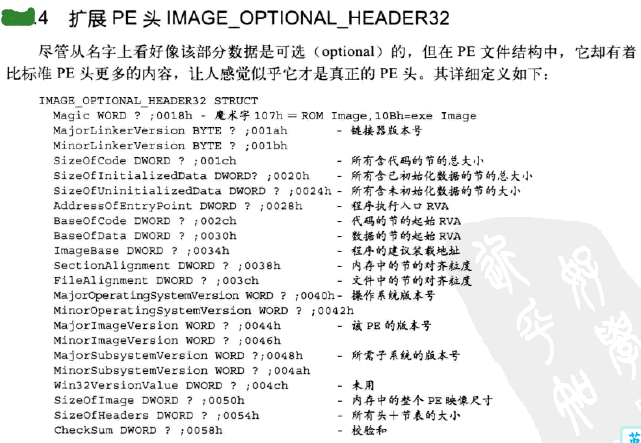 .4 扩展 PE 头 IMAGE_OPTIONAL_HEADER32
尽管从名字上看好像该部分数据是可选（optional）的，但在 PE 文件结构中，它却有着
比标准 PE 头更多的内容，让人感觉似乎它才是真正的 PE 头。其详细定义如下：
IMAGE_OPTIONAL_HEADER32 STRUCT
Magic WORD ? ;0018h - 魔术字 107h = ROM Image,10Bh=exe Image
MajorLinkerVersion BYTE ? ;001ah - 链接器版本号
MinorLinkerVersion BYTE ? ;001bh
SizeOfCode DWORD ? ;001ch - 所有含代码的节的总大小
SizeOfInitializedData DWORD? ;0020h - 所有含已初始化数据的节的总大小
SizeOfUninitializedData DWORD ? ;0024h - 所有含未初始化数据的节的大小
AddressOfEntryPoint DWORD ? ;0028h - 程序执行入口 RVA
BaseOfCode DWORD ? ;002ch - 代码的节的起始 RVA
BaseOfData DWORD ? ;0030h - 数据的节的起始 RVA
ImageBase DWORD ? ;0034h - 程序的建议装载地址
SectionAlignment DWORD ? ;0038h - 内存中的节的对齐粒度
FileAlignment DWORD ? ;003ch - 文件中的节的对齐粒度
MajorOperatingSystemVersion WORD ? ;0040h- 操作系统版本号
MinorOperatingSystemVersion WORD ? ;0042h
MajorImageVersion WORD ? ;0044h - 该 PE 的版本号
MinorImageVersion WORD ? ;0046h
MajorSubsystemVersion WORD ? ;0048h - 所需子系统的版本号
MinorSubsystemVersion WORD ? ;004ah
Win32VersionValue DWORD ? ;004ch - 未用
SizeOfImage DWORD ? ;0050h - 内存中的整个 PE 映像尺寸
SizeOfHeaders DWORD ? ;0054h - 所有头＋节表的大小
CheckSum DWORD ? ;0058h - 校验和
英